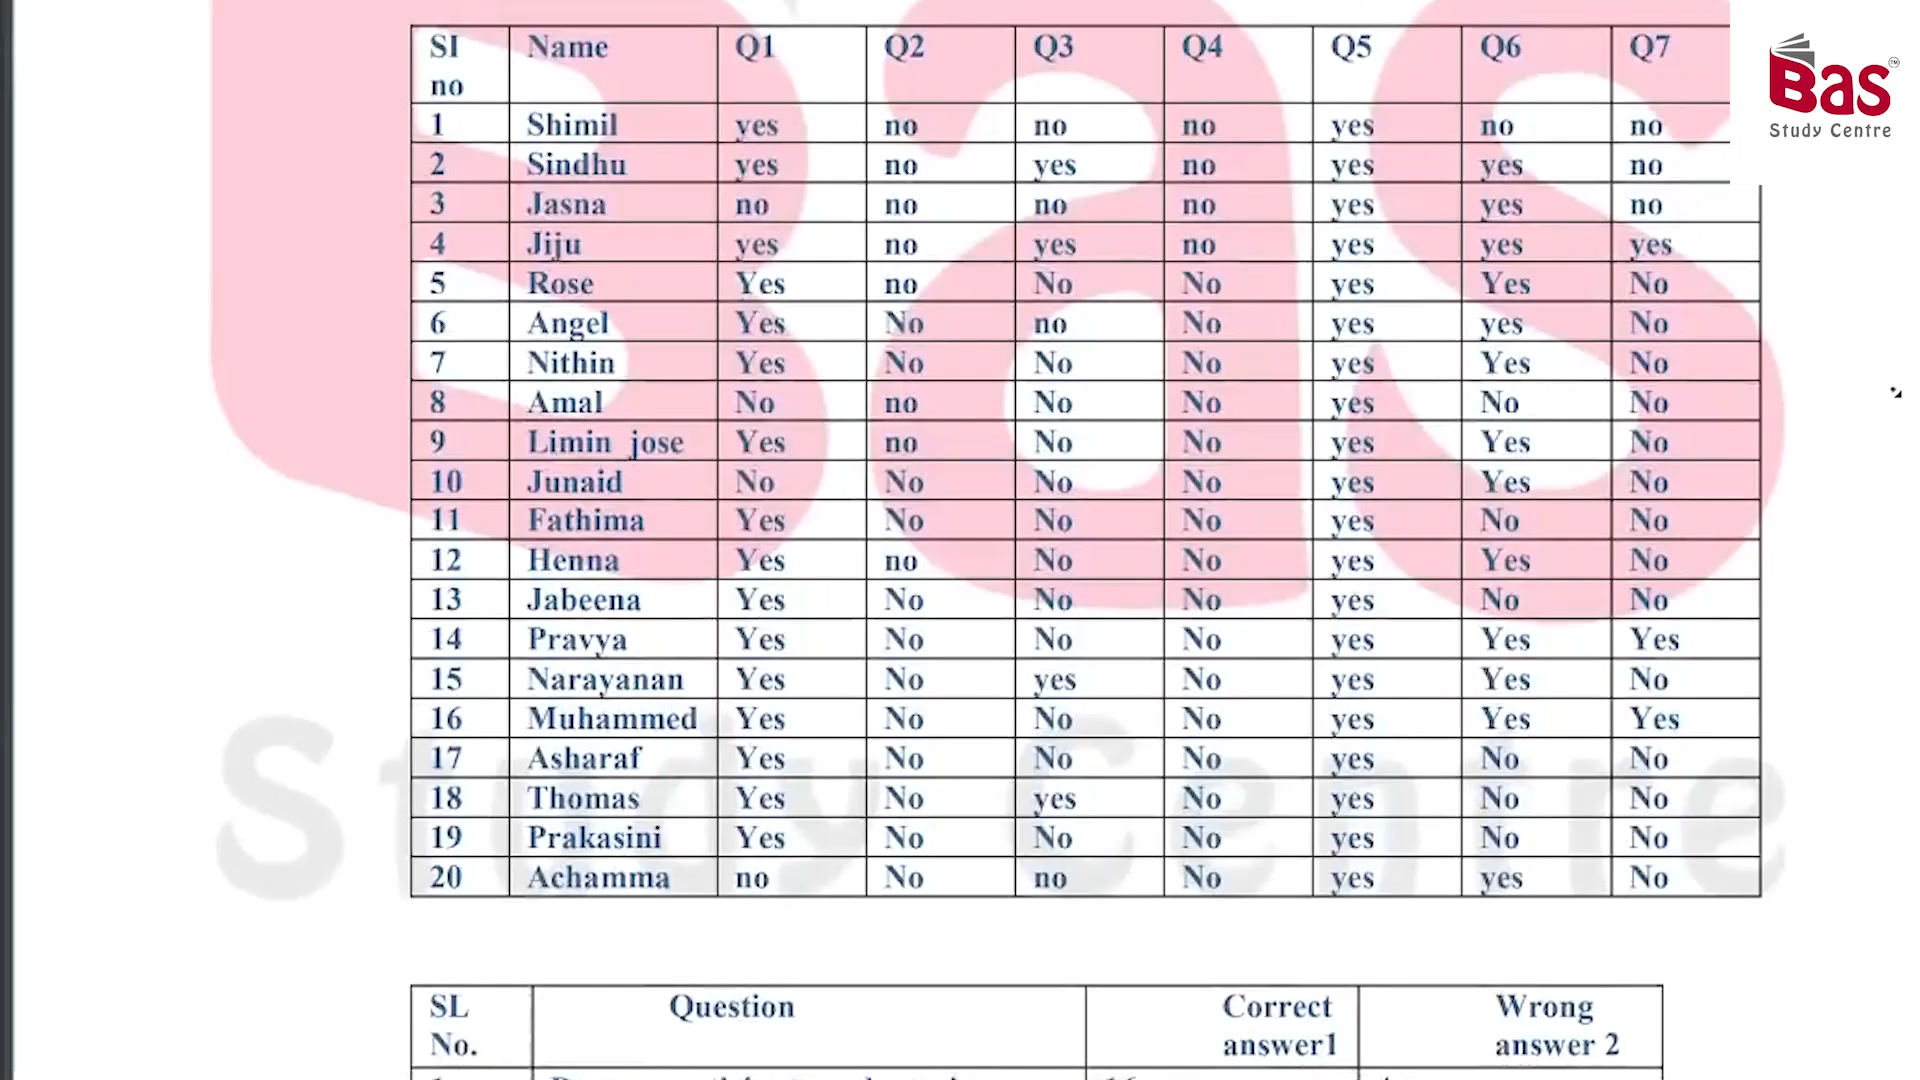 SI no Name Q1 Q2 Q3 Q4 Q5 Q6 Q7
1 Shimil yes no no no yes no no
2 Sindhu yes no yes no yes yes no
3 Jasna no no no no yes yes no
4 Jiju yes no yes no yes yes yes
5 Rose Yes no No No yes Yes No
6 Angel Yes No no No yes yes No
7 Nithin Yes No No No yes Yes No
8 Amal No no No No yes No No
9 Limin jose Yes no No No yes Yes No
10 Junaid No No No No yes Yes No
11 Fathima Yes No No No yes No No
12 Henna Yes no No No yes Yes No
13 Jabeena Yes No No No yes No No
14 Pravya Yes No No No yes Yes Yes
15 Narayanan Yes No yes No yes Yes No
16 Muhammed Yes No No No yes Yes Yes
17 Asharaf Yes No No No yes No No
18 Thomas Yes No yes No yes No No
19 Prakasini Yes No No No yes No No
20 Achamma no No no No yes yes No
SL No. Question Correct answer1 Wrong answer 2
Bas™
Study Centre
Bas
Study Centre